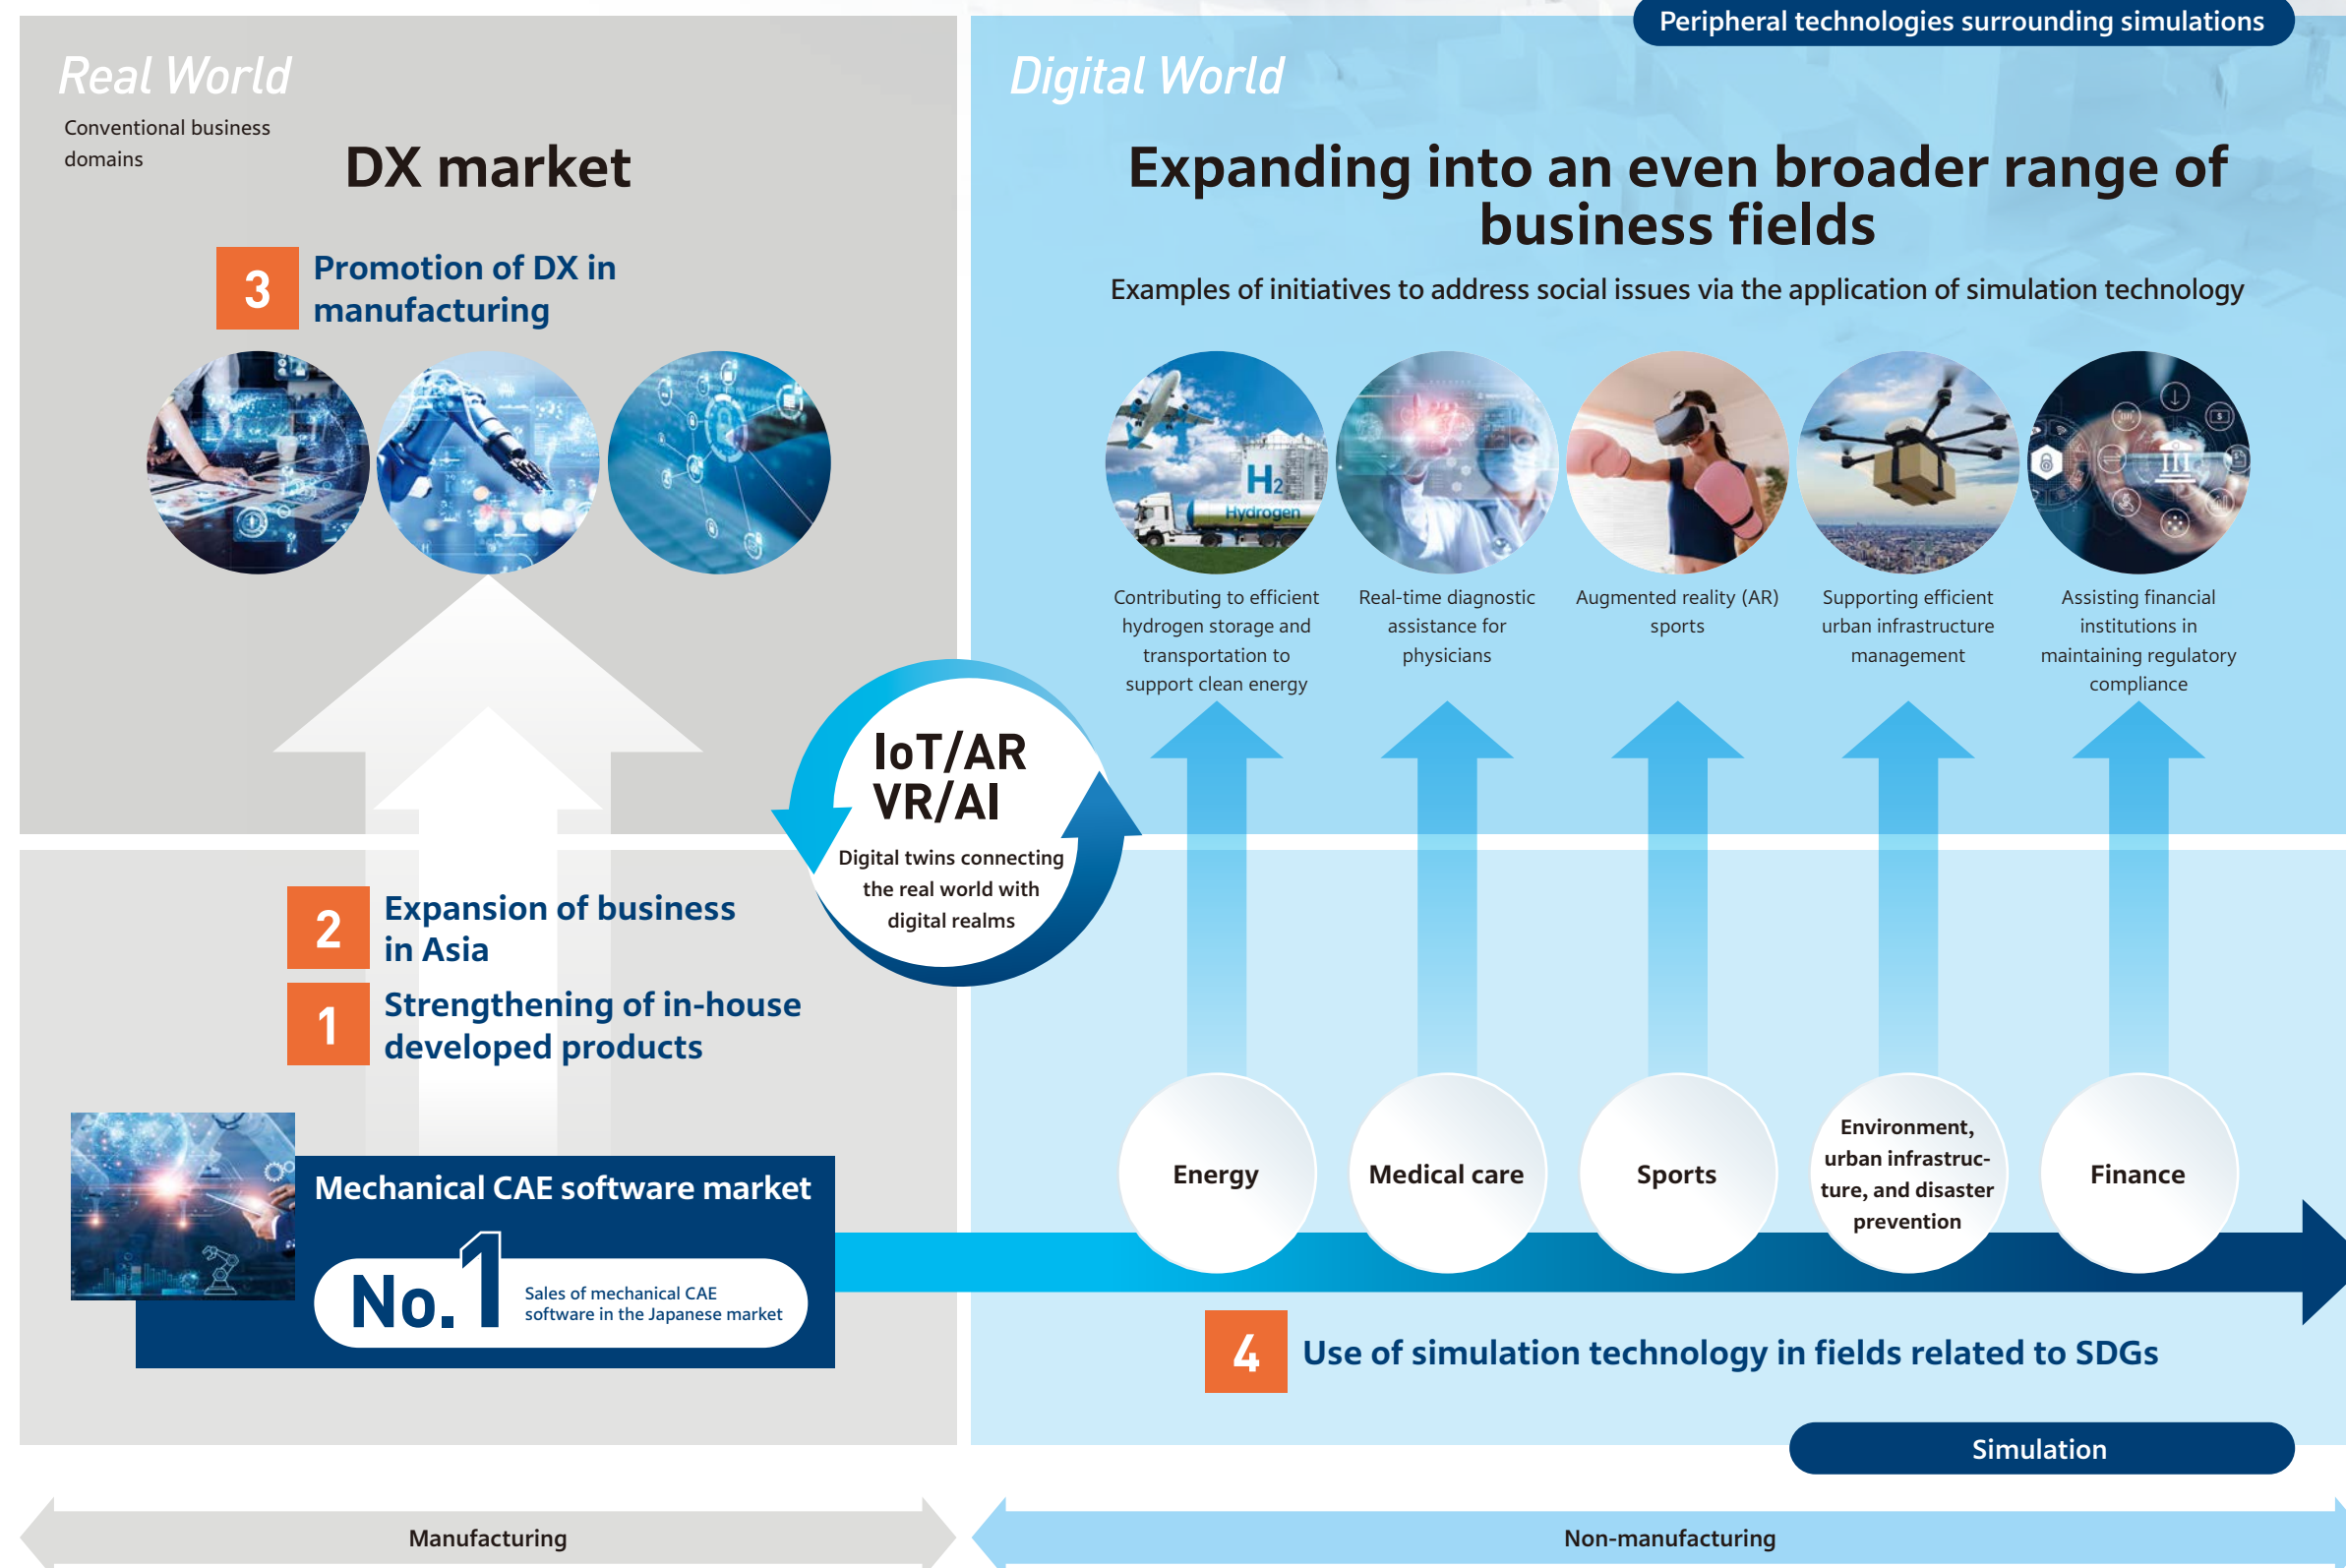 Peripheral technologies surrounding simulations
Real World
Conventional business
domains
DX market
3
Promotion of DX in
manufacturing
Digital World
Expanding into an even broader range of
business fields
Examples of initiatives to address social issues via the application of simulation technology
H2
Hydrogen
Contributing to efficient
hydrogen storage and
transportation to
support clean energy
Real-time diagnostic
assistance for
physicians
Augmented reality (AR)
sports
Supporting efficient
urban infrastructure
management
Assisting financial
institutions in
maintaining regulatory
compliance
IoT/AR
VR/AI
Digital twins connecting
the real world with
digital realms
2
Expansion of business
in Asia
1
Strengthening of in-house
developed products
Mechanical CAE software market
No.1
Sales of mechanical CAE
software in the Japanese market
Energy
Medical care
Sports
Environment,
urban infrastruc-
ture, and disaster
prevention
Finance
4
Use of simulation technology in fields related to SDGs
Simulation
Manufacturing
Non-manufacturing